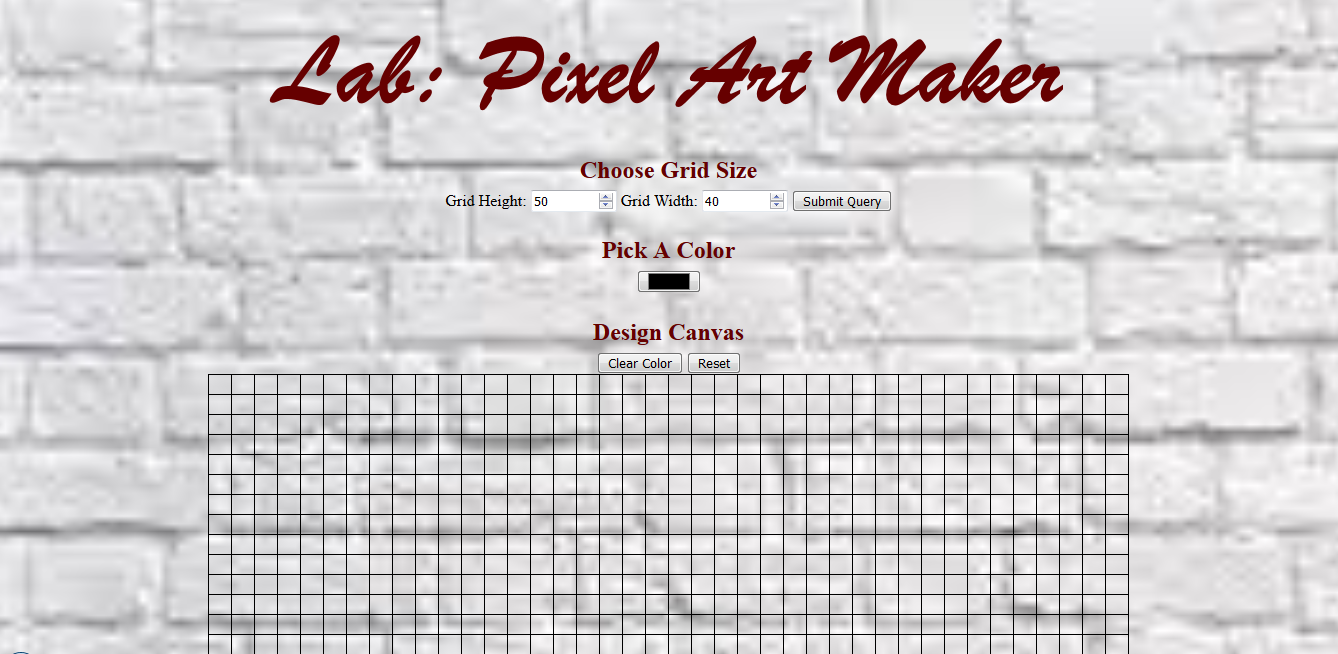 Lab: Pixel Art Maker
Choose Grid Size
Grid Height: 50 Grid Width: 40 Submit Query
Pick A Color
Design Canvas
Clear Color Reset